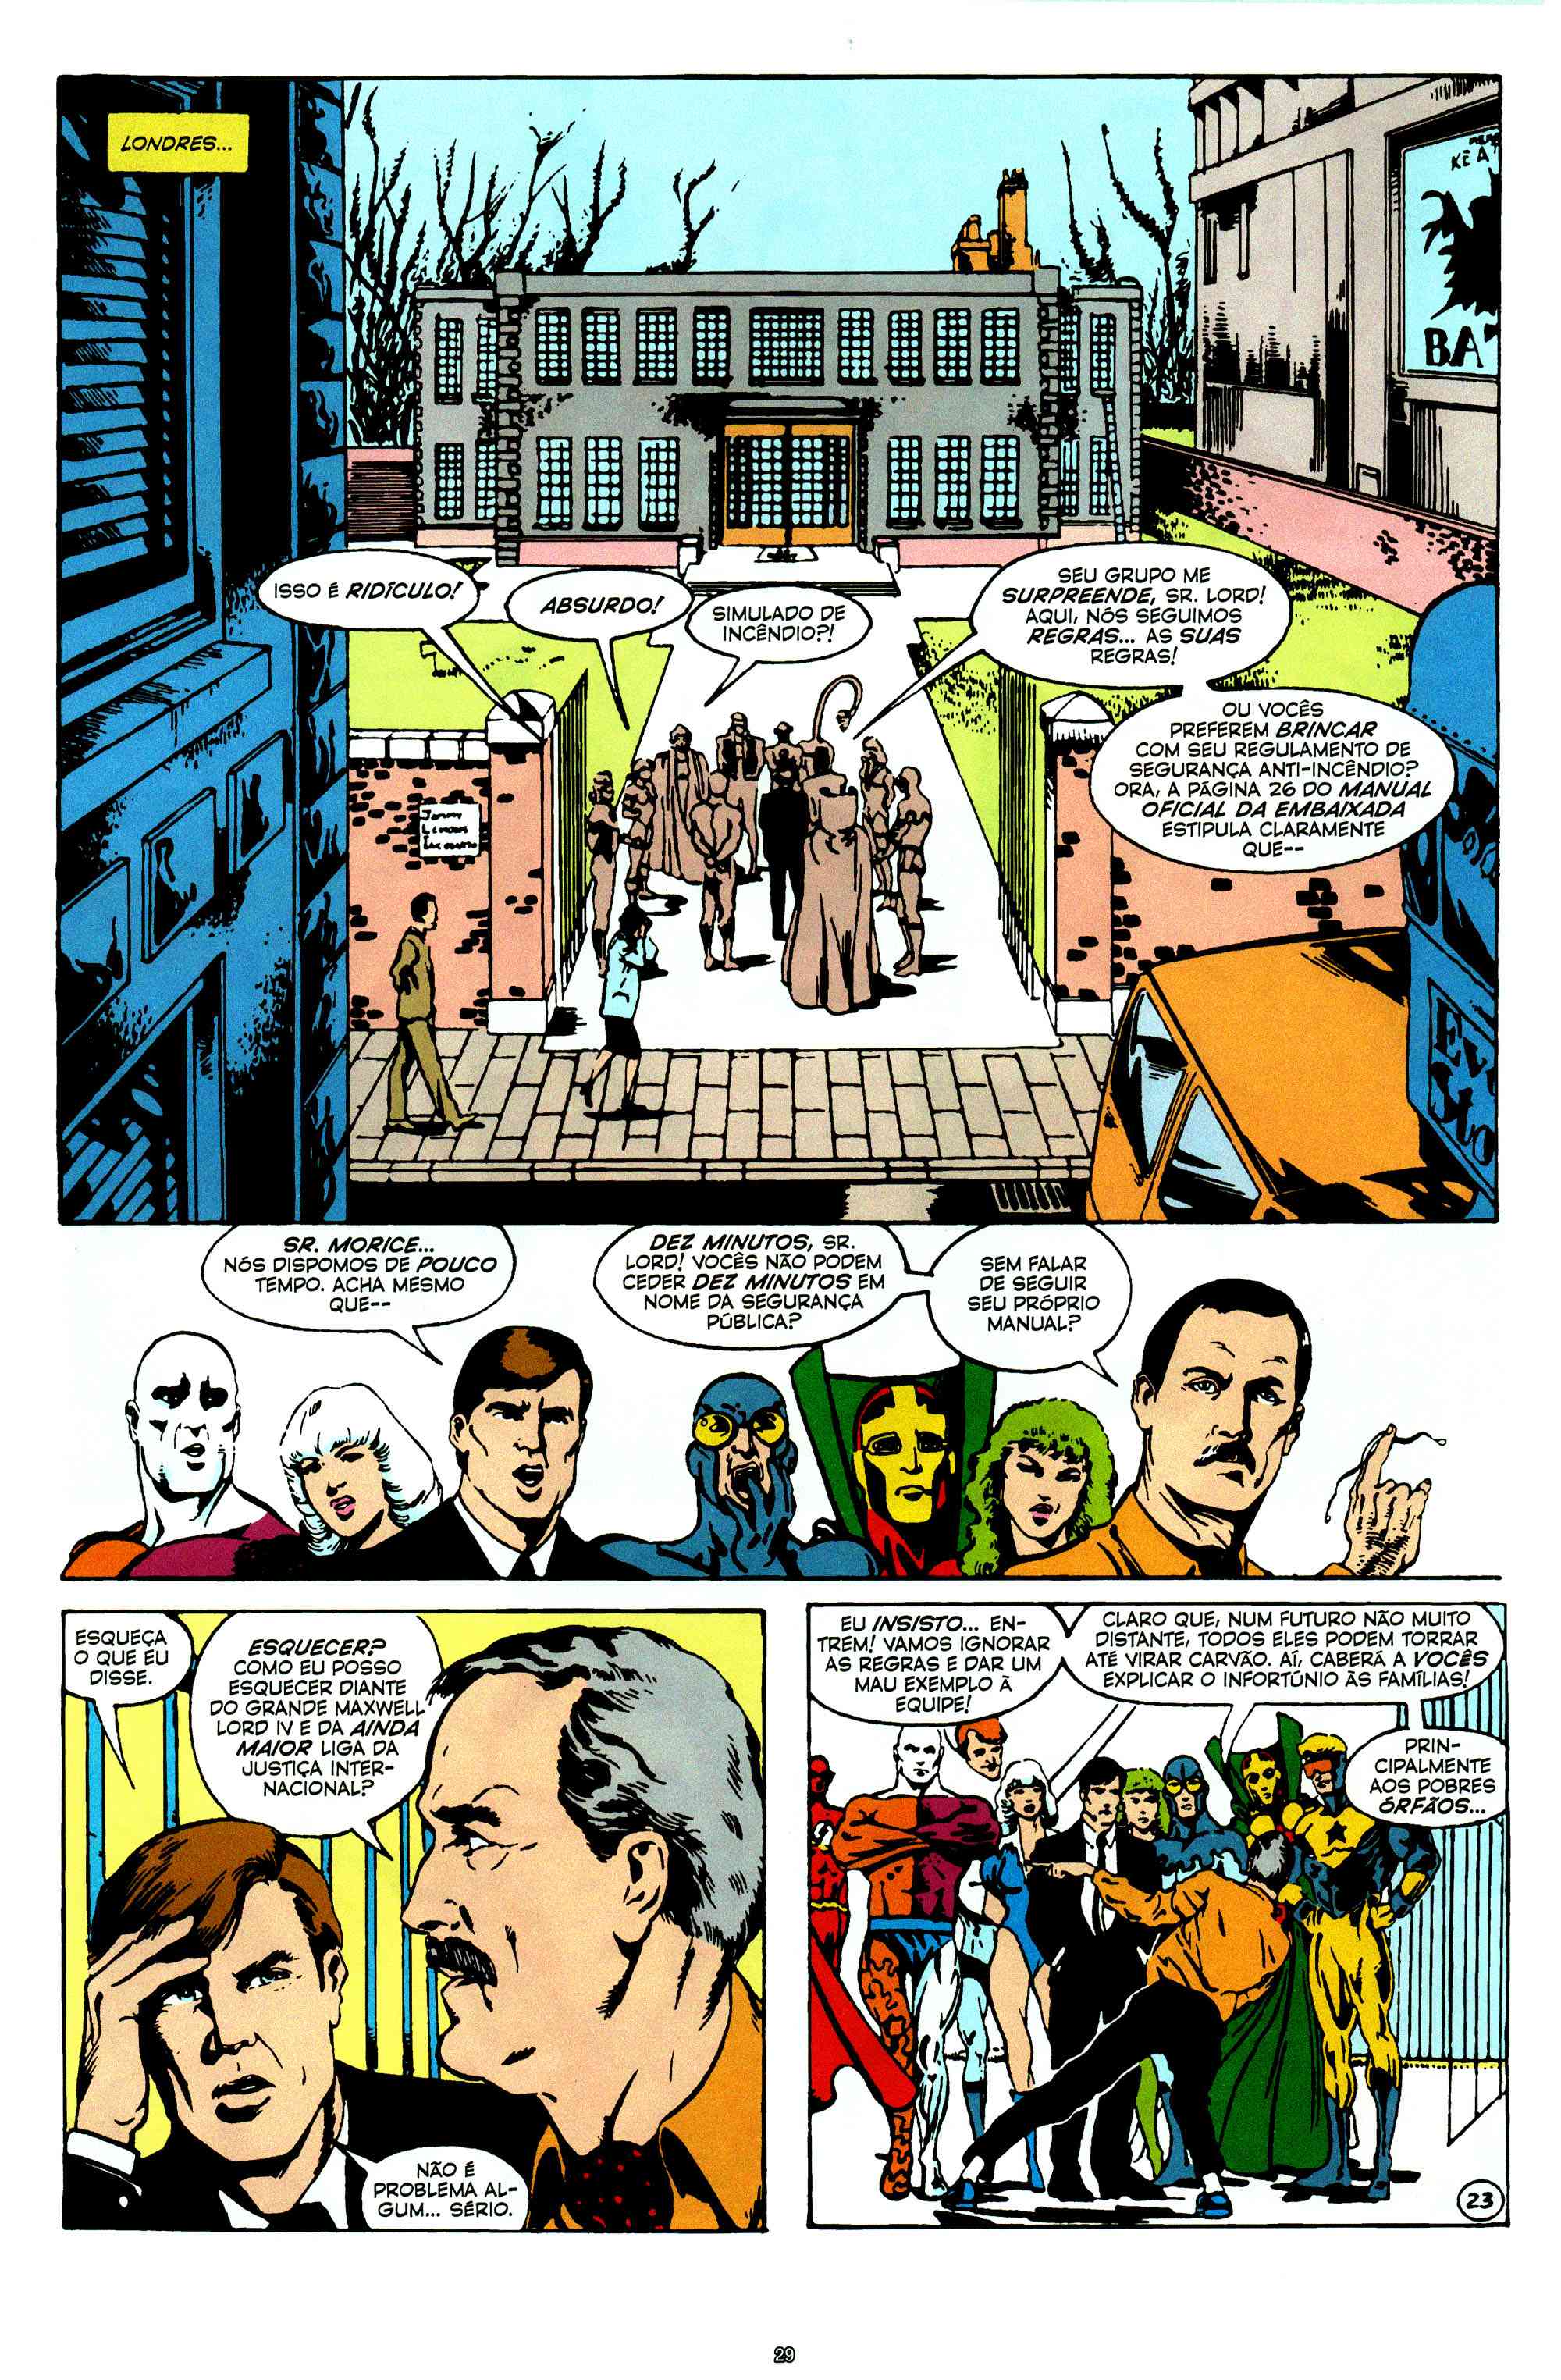 LONDRES...
KEA
BA
ISSO É RIDÍCULO!
ABSURDO!
SIMULADO DE
INCÊNDIO?!
SEU GRUPO ME
SURPREENDE, SR. LORD!
AQUI, NÓS SEGUIMOS
REGRAS... AS SUAS
REGRAS!
OU VOCÊS
PREFEREM BRINCAR
COM SEU REGULAMENTO DE
SEGURANÇA ANTI-INCÊNDIO?
ORA, A PÁGINA 26 DO MANUAL
OFICIAL DA EMBAIXADA
ESTIPULA CLARAMENTE
QUE--
SR. MORICE...
NÓS DISPOMOS DE POUCO
TEMPO. ACHA MESMO
QUE--
DEZ MINUTOS, SR.
LORD! VOCÊS NÃO PODEM
CEDER DEZ MINUTOS EM
NOME DA SEGURANÇA
PÚBLICA?
SEM FALAR
DE SEGUIR
SEU PRÓPRIO
MANUAL?
ESQUEÇA
O QUE EU
DISSE.
ESQUECER?
COMO EU POSSO
ESQUECER DIANTE
DO GRANDE MAXWELL
LORD IV E DA AINDA
MAIOR LIGA DA
JUSTIÇA INTER-
NACIONAL?
NÃO É
PROBLEMA AL-
GUM... SÉRIO.
EU INSISTO... EN-
TREM! VAMOS IGNORAR
AS REGRAS E DAR UM
MAU EXEMPLO À
EQUIPE!
CLARO QUE, NUM FUTURO NÃO MUITO
DISTANTE, TODOS ELES PODEM TORRAR
ATÉ VIRAR CARVÃO. AÍ, CABERÁ A VOCÊS
EXPLICAR O INFORTÚNIO ÀS FAMÍLIAS!
PRIN-
CIPALMENTE
AOS POBRES
ÓRFÃOS...
23
29